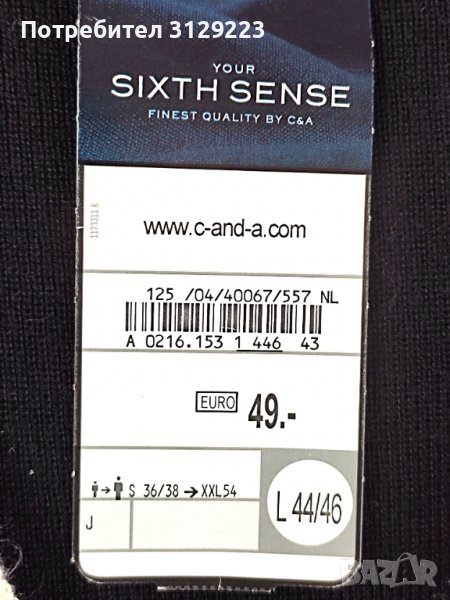 Потребител 3129223
YOUR
SIXTH SENSE
FINEST QUALITY BY C&A
www.c-and-a.com
125 /04/40067/557 NL
A 0216.153 1 446 43
EURO 49.-
S 36/38 → XXL54
L 44/46
J
BAZAR